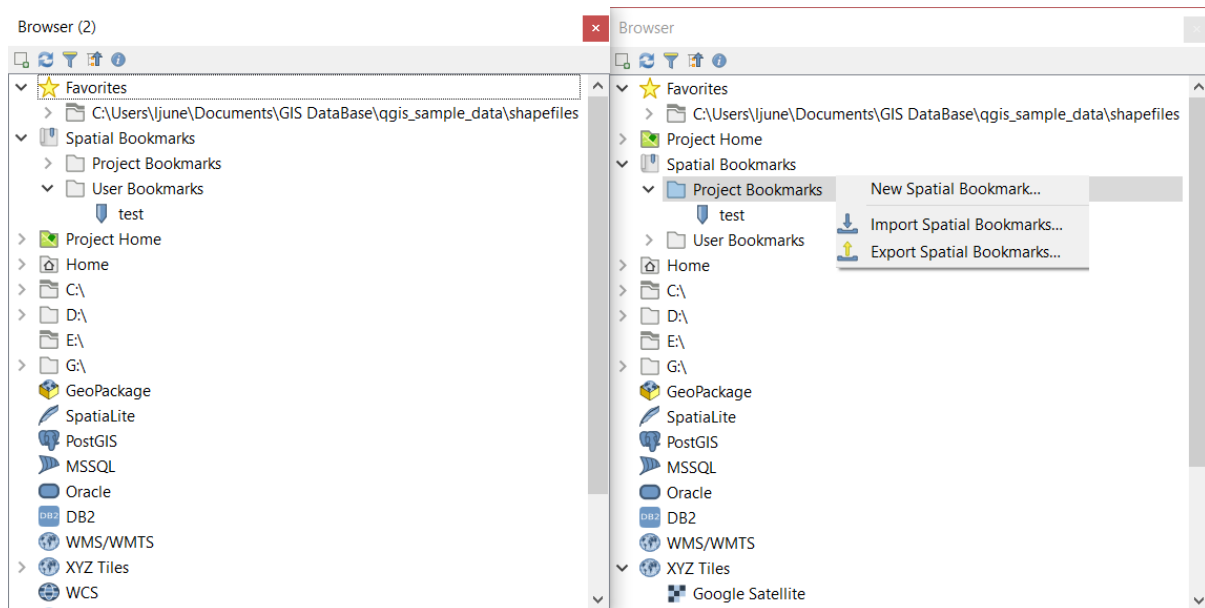 Browser (2)
Favorites
C:\Users\ljune\Documents\GIS DataBase\qgis_sample_data\shapefiles
Spatial Bookmarks
Project Bookmarks
User Bookmarks
test
Project Home
Home
C:\
D:\
E:\
G:\
GeoPackage
SpatiaLite
PostGIS
MSSQL
Oracle
DB2 DB2
WMS/WMTS
XYZ Tiles
WCS
Browser
Favorites
C:\Users\ljune\Documents\GIS DataBase\qgis_sample_data\shapefiles
Project Home
Spatial Bookmarks
Project Bookmarks
test
User Bookmarks
New Spatial Bookmark...
Import Spatial Bookmarks...
Export Spatial Bookmarks...
Home
C:\
D:\
E:\
G:\
GeoPackage
SpatiaLite
PostGIS
MSSQL
Oracle
DB2 DB2
WMS/WMTS
XYZ Tiles
Google Satellite